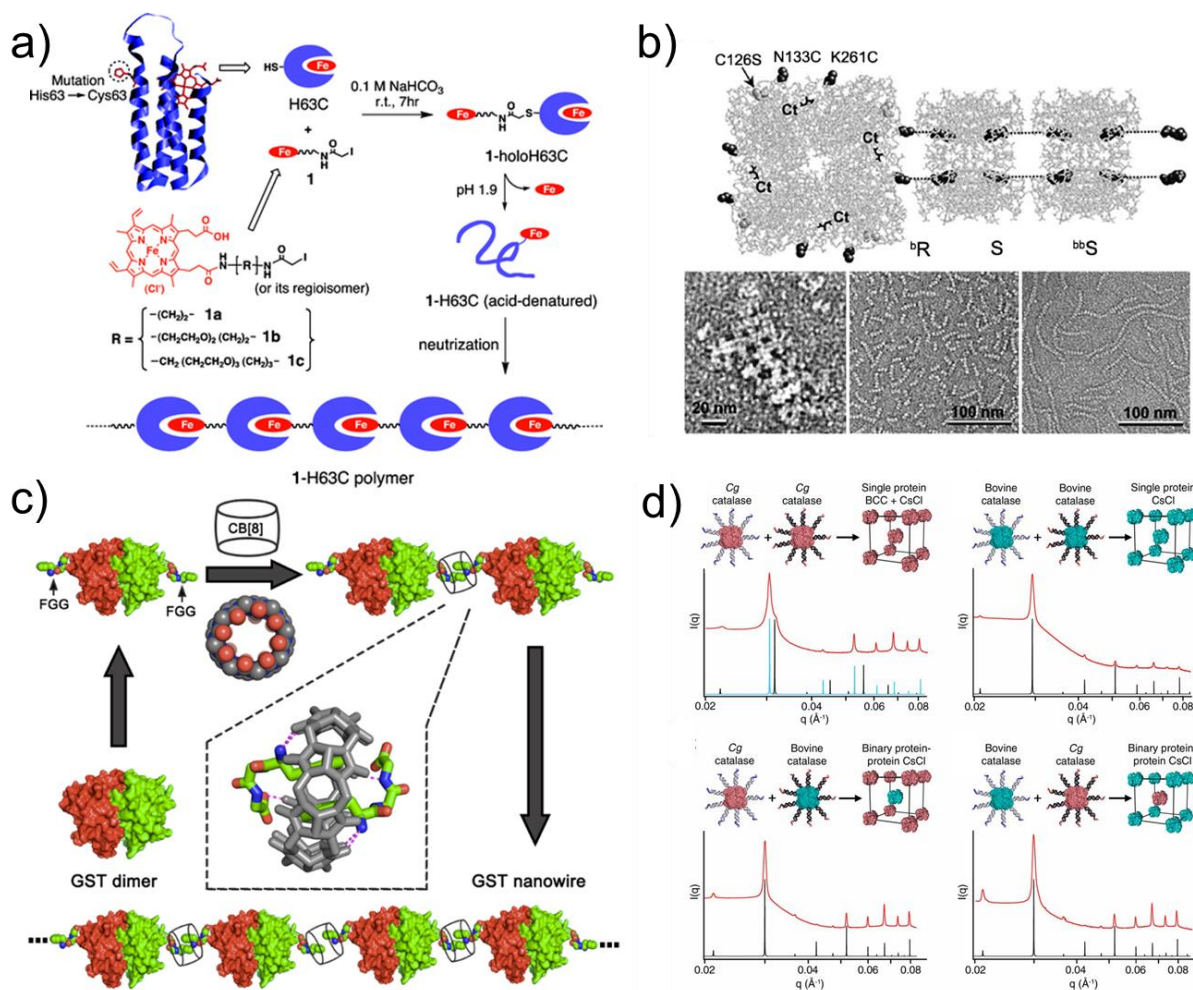 a)
Mutation
His63 → Cys63
HS-
Fe
H63C
+
Fe
N
H
O
I
1
0.1 M NaHCO3
r.t., 7hr
Fe
N
H
O
S
Fe
1-holoH63C
pH 1.9
Fe
Fe
1-H63C (acid-denatured)
neutrization
O
OH
N
N
Fe
N
N
(Cl-)
O
H
N
(R)
N
H
O
I
(or its regioisomer)
R =
-(CH2)2- 1a
-(CH2CH2O)2 (CH2)2- 1b
-CH2 (CH2CH2O)3 (CH2)3- 1c
Fe
Fe
Fe
Fe
Fe
1-H63C polymer
b)
C126S
N133C
K261C
Ct
Ct
Ct
Ct
bR
S
bbS
20 nm
100 nm
100 nm
c)
CB[8]
FGG
FGG
GST dimer
GST nanowire
d)
Cg
catalase
+
Cg
catalase
Single protein
BCC + CsCl
I(q)
0.02
0.04
0.06
0.08
q (Å-1)
Bovine
catalase
+
Bovine
catalase
Single protein
CsCl
I(q)
0.02
0.04
0.06
0.08
q (Å-1)
Cg
catalase
+
Bovine
catalase
Binary protein-
protein CsCl
I(q)
0.02
0.04
0.06
0.08
q (Å-1)
Bovine
catalase
+
Cg
catalase
Binary protein-
protein CsCl
I(q)
0.02
0.04
0.06
0.08
q (Å-1)